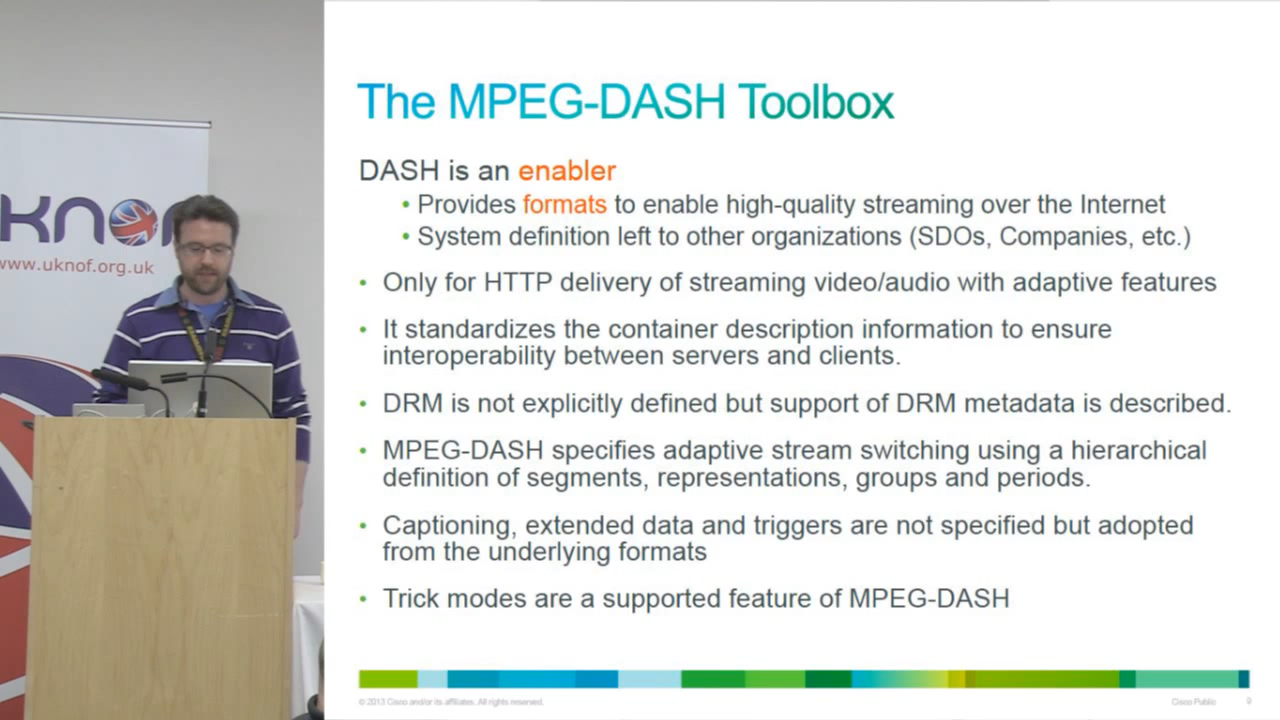 The MPEG-DASH Toolbox
DASH is an enabler
• Provides formats to enable high-quality streaming over the Internet
• System definition left to other organizations (SDOs, Companies, etc.)
• Only for HTTP delivery of streaming video/audio with adaptive features
• It standardizes the container description information to ensure
interoperability between servers and clients.
• DRM is not explicitly defined but support of DRM metadata is described.
• MPEG-DASH specifies adaptive stream switching using a hierarchical
definition of segments, representations, groups and periods.
• Captioning, extended data and triggers are not specified but adopted
from the underlying formats
• Trick modes are a supported feature of MPEG-DASH
© 2013 Cisco and/or its affiliates. All rights reserved.
Cisco Public
9
www.uknof.org.uk